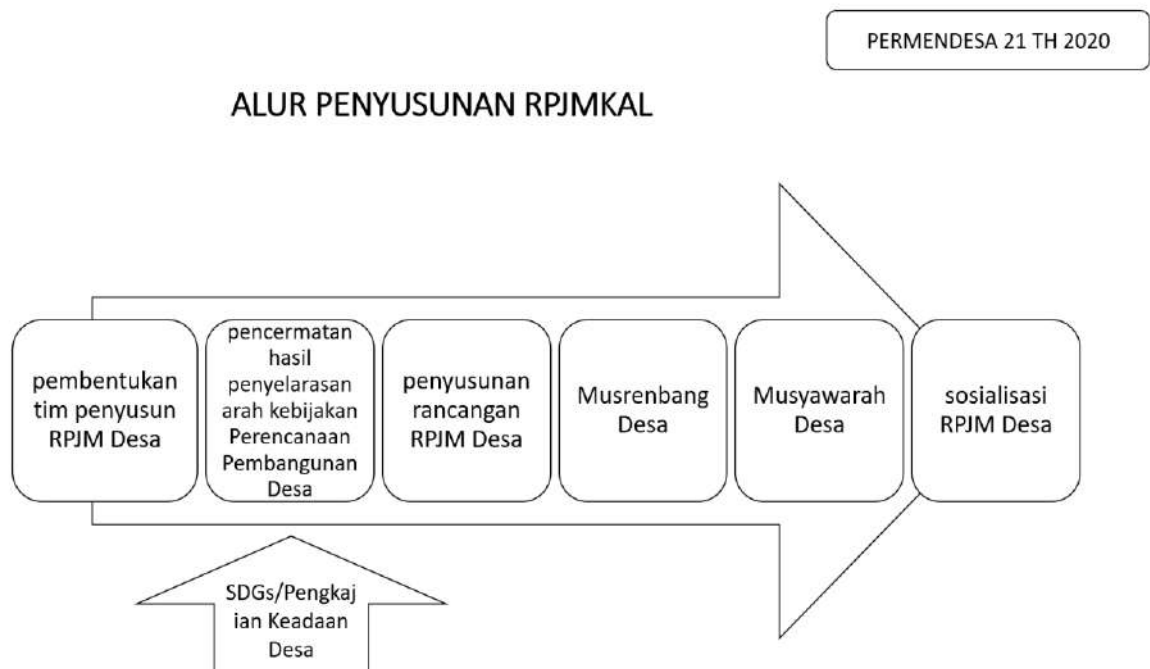 PERMENDESA 21 TH 2020
ALUR PENYUSUNAN RPJMKAL
pembentukan
tim penyusun
RPJM Desa
pencermatan
hasil
penyelarasan
arah kebijakan
Perencanaan
Pembangunan
Desa
penyusunan
rancangan
RPJM Desa
Musrenbang
Desa
Musyawarah
Desa
sosialisasi
RPJM Desa
SDGs/Pengkaj
ian Keadaan
Desa